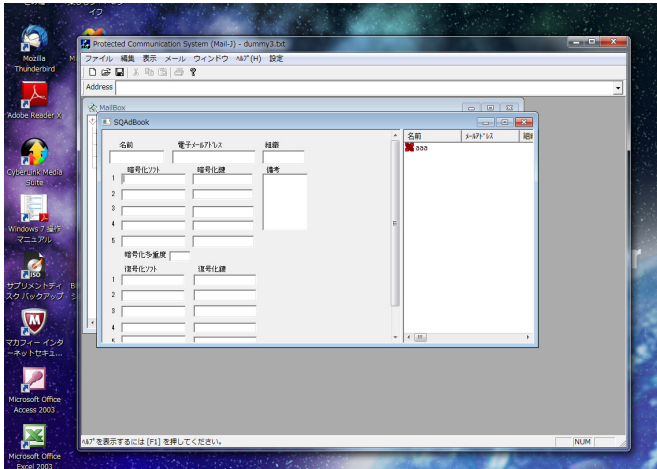 イフ
Mozilla
Thunderbird
Adobe Reader X
CyberLink Media
Suite
Windows 7 操作
マニュアル
サプリメントディ
スク バックアップ
マカフィー インタ
ーネットセキュ...
Microsoft Office
Access 2003
Microsoft Office
Excel 2003
Protected Communication System (Mail-J) - dummy3.txt
ファイル 編集 表示 メール ウインドウ ﾍﾙﾌﾟ(H) 設定
Address
MailBox
SQAdBook
名前 電子メールアドレス 組織
暗号化ソフト 暗号化鍵 備考
1
2
3
4
5
暗号化多重度
復号化ソフト 復号化鍵
1
2
3
4
5
名前 ﾒｰﾙｱﾄﾞﾚｽ 組織
aaa
ﾍﾙﾌﾟを表示するには [F1] を押してください。
NUM